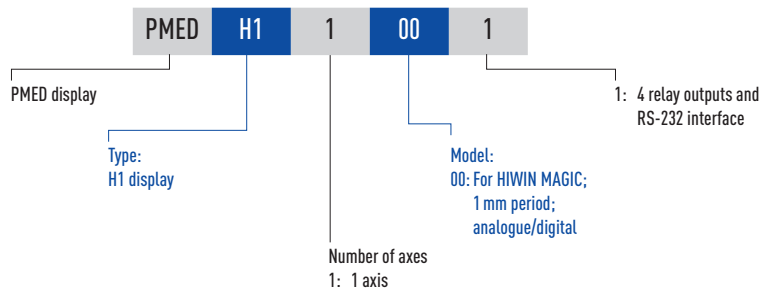 PMED H1 1 00 1
PMED display
1: 4 relay outputs and
RS-232 interface
Type:
H1 display
Model:
00: For HIWIN MAGIC;
1 mm period;
analogue/digital
Number of axes
1: 1 axis